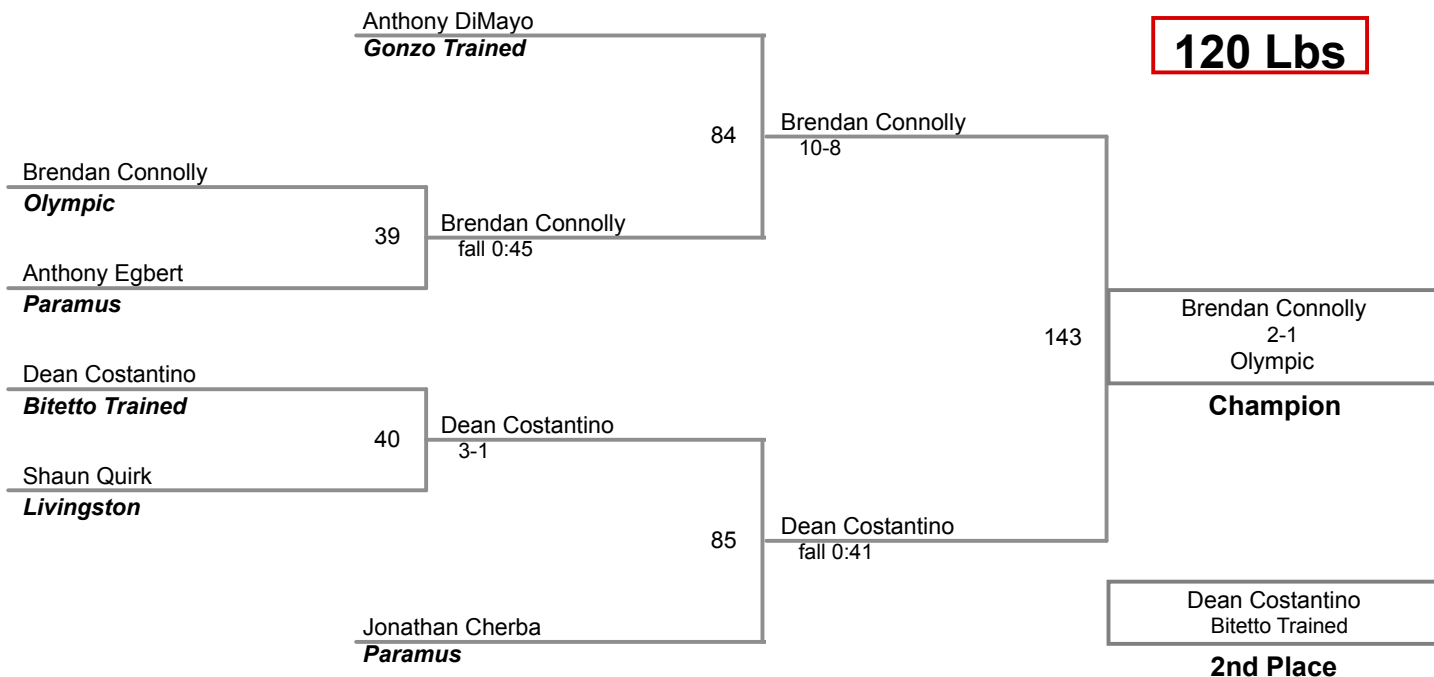 Anthony DiMayo
Gonzo Trained
120 Lbs
84
Brendan Connolly
10-8
Brendan Connolly
Olympic
39
Brendan Connolly
fall 0:45
Anthony Egbert
Paramus
143
Brendan Connolly
2-1
Olympic
Champion
Dean Costantino
Bitetto Trained
40
Dean Costantino
3-1
Shaun Quirk
Livingston
85
Dean Costantino
fall 0:41
Jonathan Cherba
Paramus
Dean Costantino
Bitetto Trained
2nd Place